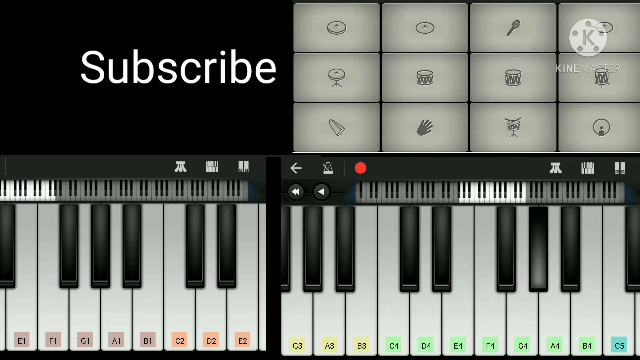 Subscribe
K
KINEMASTER
E1 F1 G1 A1 B1 C2 D2 E2
G3 A3 B3 C4 D4 E4 F4 G4 A4 B4 C5